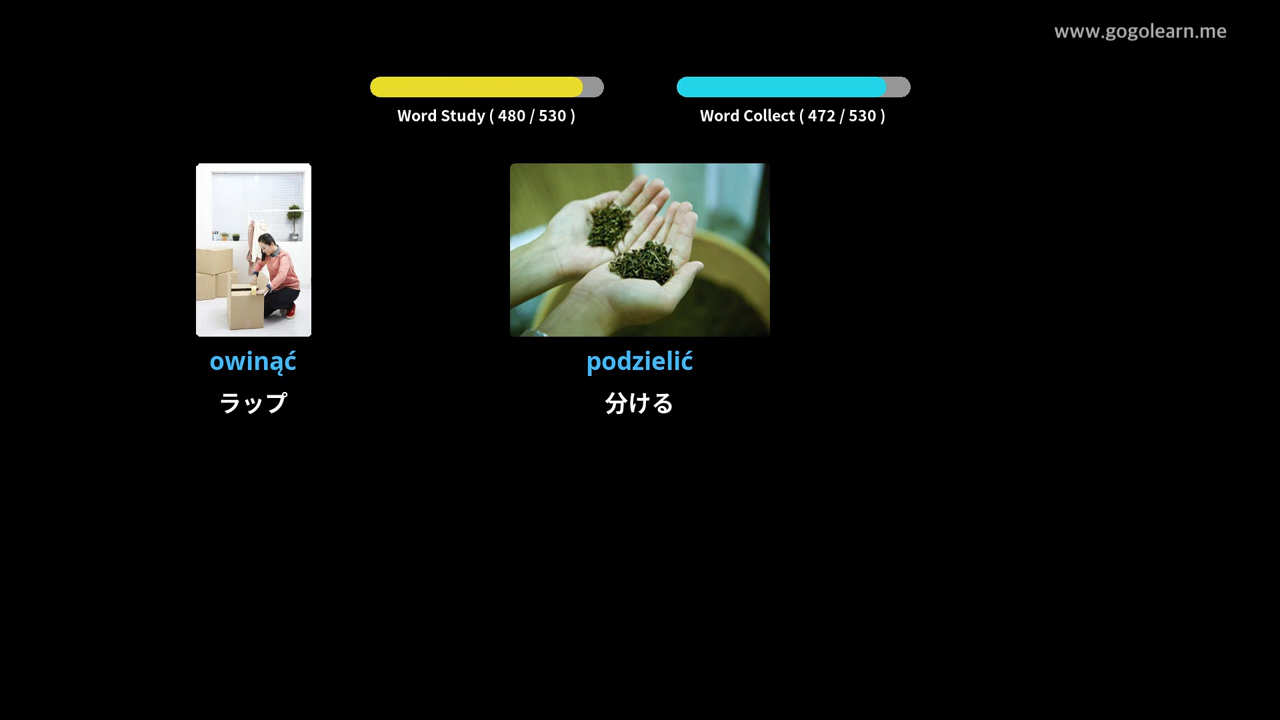 www.gogolearn.me
Word Study ( 480 / 530 )
Word Collect ( 472 / 530 )
owinąć
ラップ
podzielić
分ける